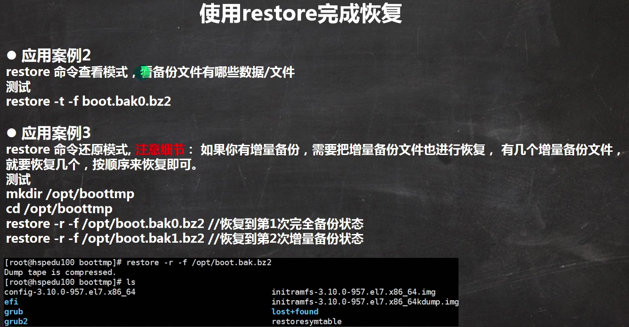 使用restore完成恢复
● 应用案例2
restore 命令查看模式，看备份文件有哪些数据/文件
测试
restore -t -f boot.bak0.bz2
● 应用案例3
restore 命令还原模式, 注意细节： 如果你有增量备份，需要把增量备份文件也进行恢复， 有几个增量备份文件，
就要恢复几个，按顺序来恢复即可。
测试
mkdir /opt/boottmp
cd /opt/boottmp
restore -r -f /opt/boot.bak0.bz2 //恢复到第1次完全备份状态
restore -r -f /opt/boot.bak1.bz2 //恢复到第2次增量备份状态
[root@hspedu100 boottmp]# restore -r -f /opt/boot.bak.bz2
Dump tape is compressed.
[root@hspedu100 boottmp]# ls
config-3.10.0-957.el7.x86_64 initramfs-3.10.0-957.el7.x86_64.img
efi initramfs-3.10.0-957.el7.x86_64kdump.img
grub lost+found
grub2 restoresymtable